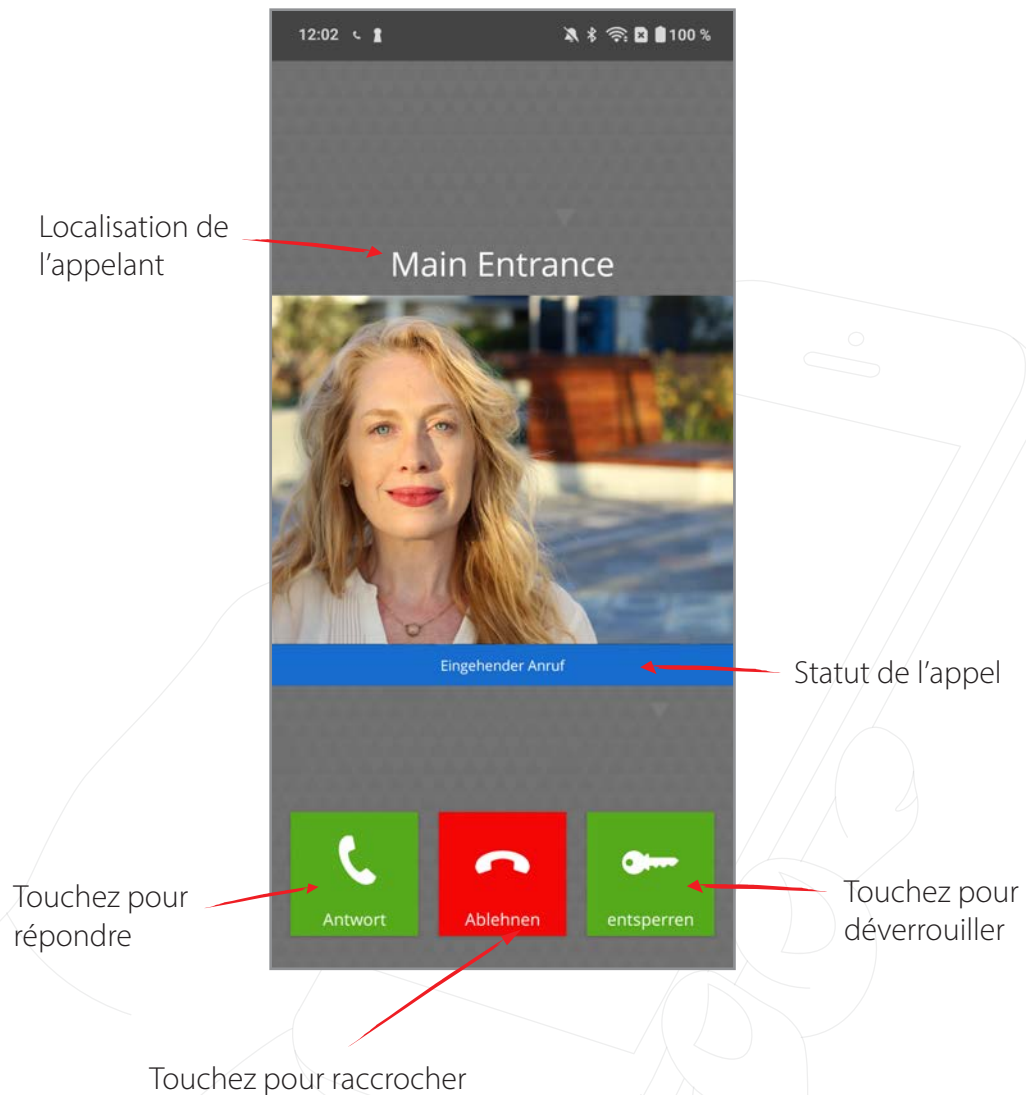 12:02
100 %
Localisation de
l’appelant
Main Entrance
Eingehender Anruf
Statut de l’appel
Antwort
Ablehnen
entsperren
Touchez pour
répondre
Touchez pour
déverrouiller
Touchez pour raccrocher